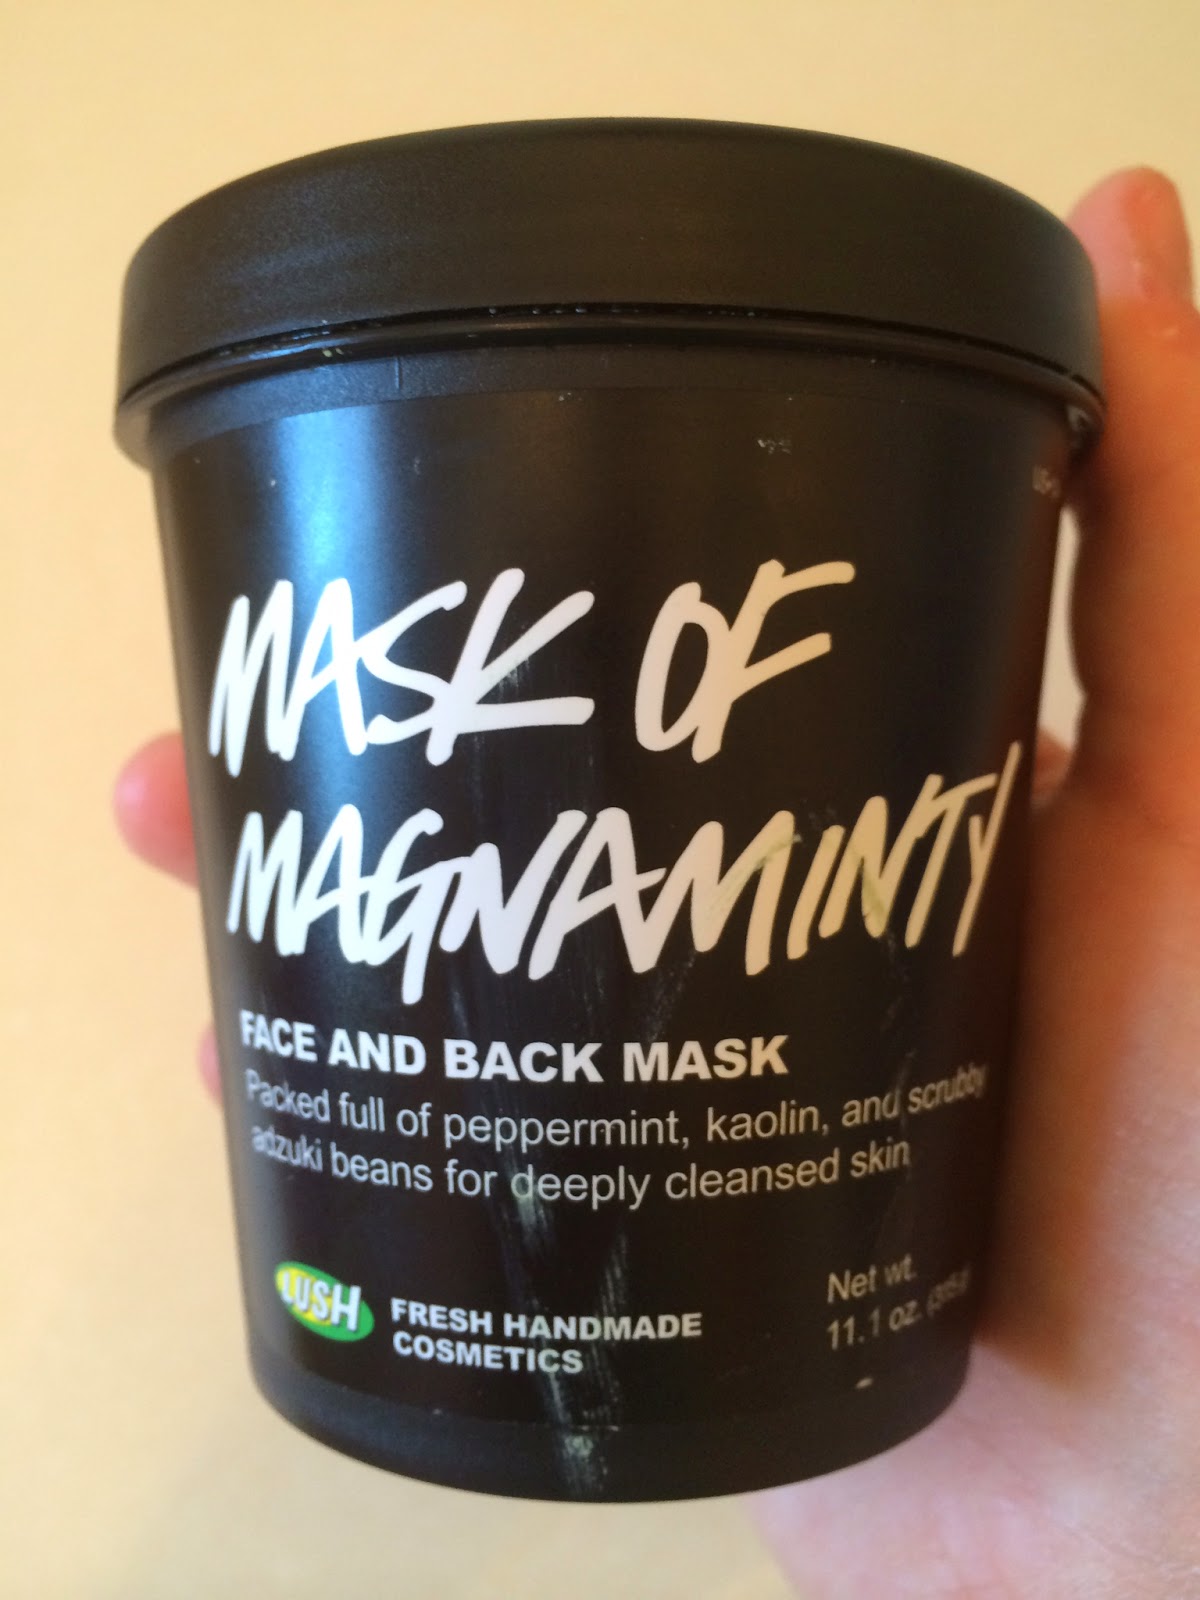 MASK OF
MAGNAMINTY
FACE AND BACK MASK
Packed full of peppermint, kaolin, and scrubby
adzuki beans for deeply cleansed skin
LUSH
FRESH HANDMADE
COSMETICS
Net wt.
11.1 oz.